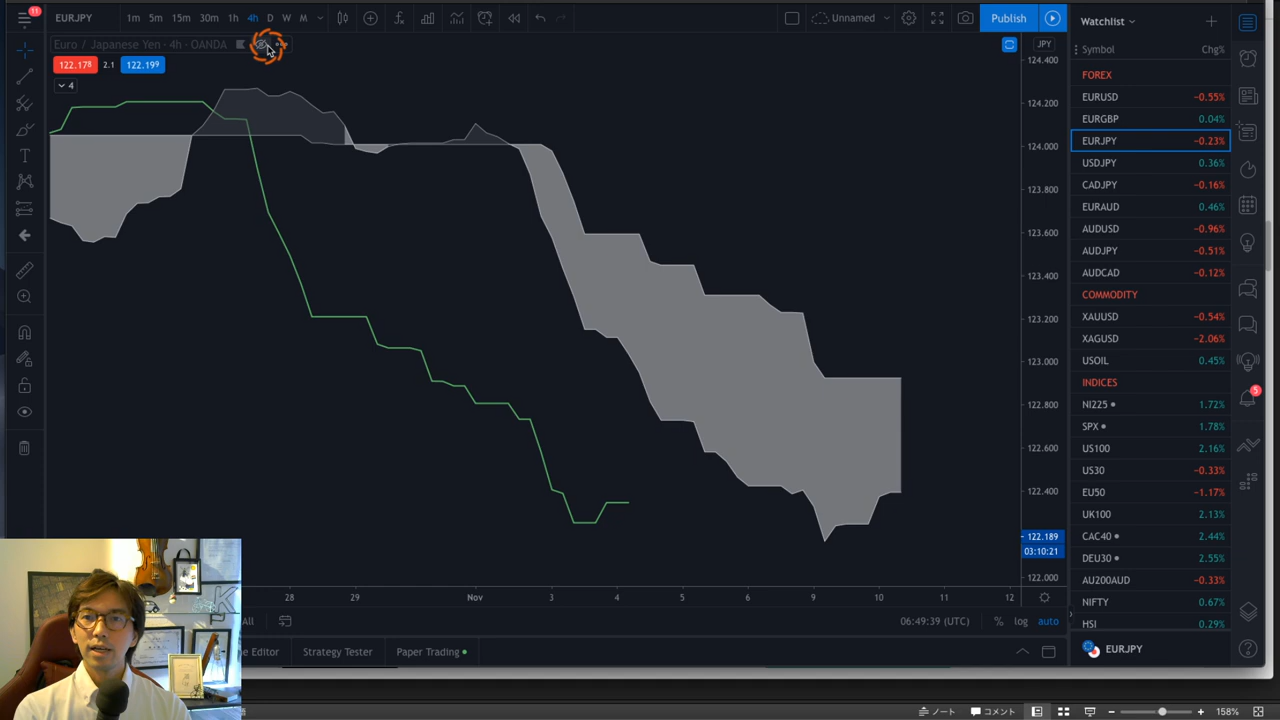 11
EURJPY 1m 5m 15m 30m 1h 4h D W M
Unnamed
Publish
Watchlist
Euro / Japanese Yen · 4h · OANDA
JPY
122.178 2.1 122.199
4
124.400
124.200
124.000
123.800
123.600
123.400
123.200
123.000
122.800
122.600
122.400
122.189
03:10:21
122.000
28 29 Nov 3 4 5 6 9 10 11 12
All
06:49:39 (UTC)
% log auto
e Editor Strategy Tester Paper Trading
Symbol Chg%
FOREX
EURUSD −0.55%
EURGBP 0.04%
EURJPY −0.23%
USDJPY 0.36%
CADJPY −0.16%
EURAUD 0.46%
AUDUSD −0.96%
AUDJPY −0.51%
AUDCAD −0.12%
COMMODITY
XAUUSD −0.54%
XAGUSD −2.06%
USOIL 0.45%
INDICES
NI225 1.72%
SPX 1.78%
US100 2.16%
US30 −0.33%
EU50 −1.17%
UK100 2.13%
CAC40 2.44%
DEU30 2.55%
AU200AUD −0.33%
NIFTY 0.67%
HSI 0.29%
EURJPY
5
ノート コメント 158%